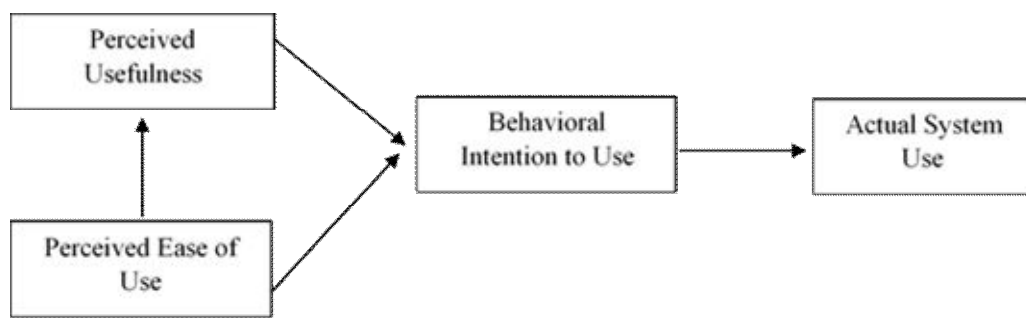 Perceived
Usefulness
Behavioral
Intention to Use
Actual System
Use
Perceived Ease of
Use